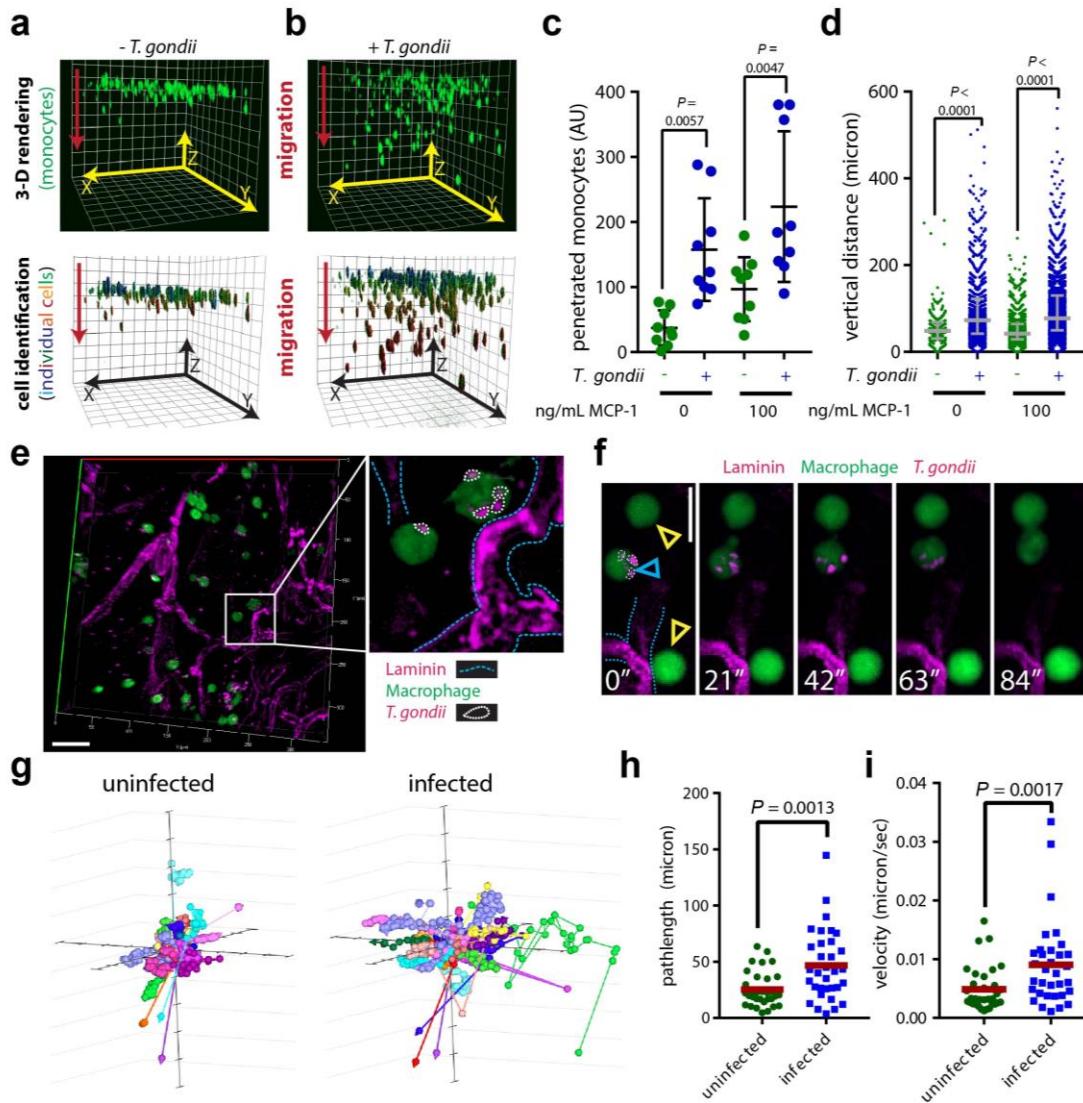 a
- T. gondii
3-D rendering
(monocytes)
Z
X
Y
cell identification
(individual cells)
Z
X
Y
b
+ T. gondii
migration
Z
X
Y
migration
Z
X
Y
c
penetrated monocytes (AU)
400
300
200
100
0
P =
0.0057
P =
0.0047
T. gondii
- + - +
ng/mL MCP-1
0 100
d
vertical distance (micron)
600
400
200
100
0
P <
0.0001
P <
0.0001
T. gondii
- + - +
ng/mL MCP-1
0 100
e
Laminin
Macrophage
T. gondii
f
Laminin Macrophage T. gondii
0” 21” 42” 63” 84”
g
uninfected infected
h
pathlength (micron)
200
150
100
50
0
P = 0.0013
uninfected
infected
i
velocity (micron/sec)
0.04
0.03
0.02
0.01
0.00
P = 0.0017
uninfected
infected